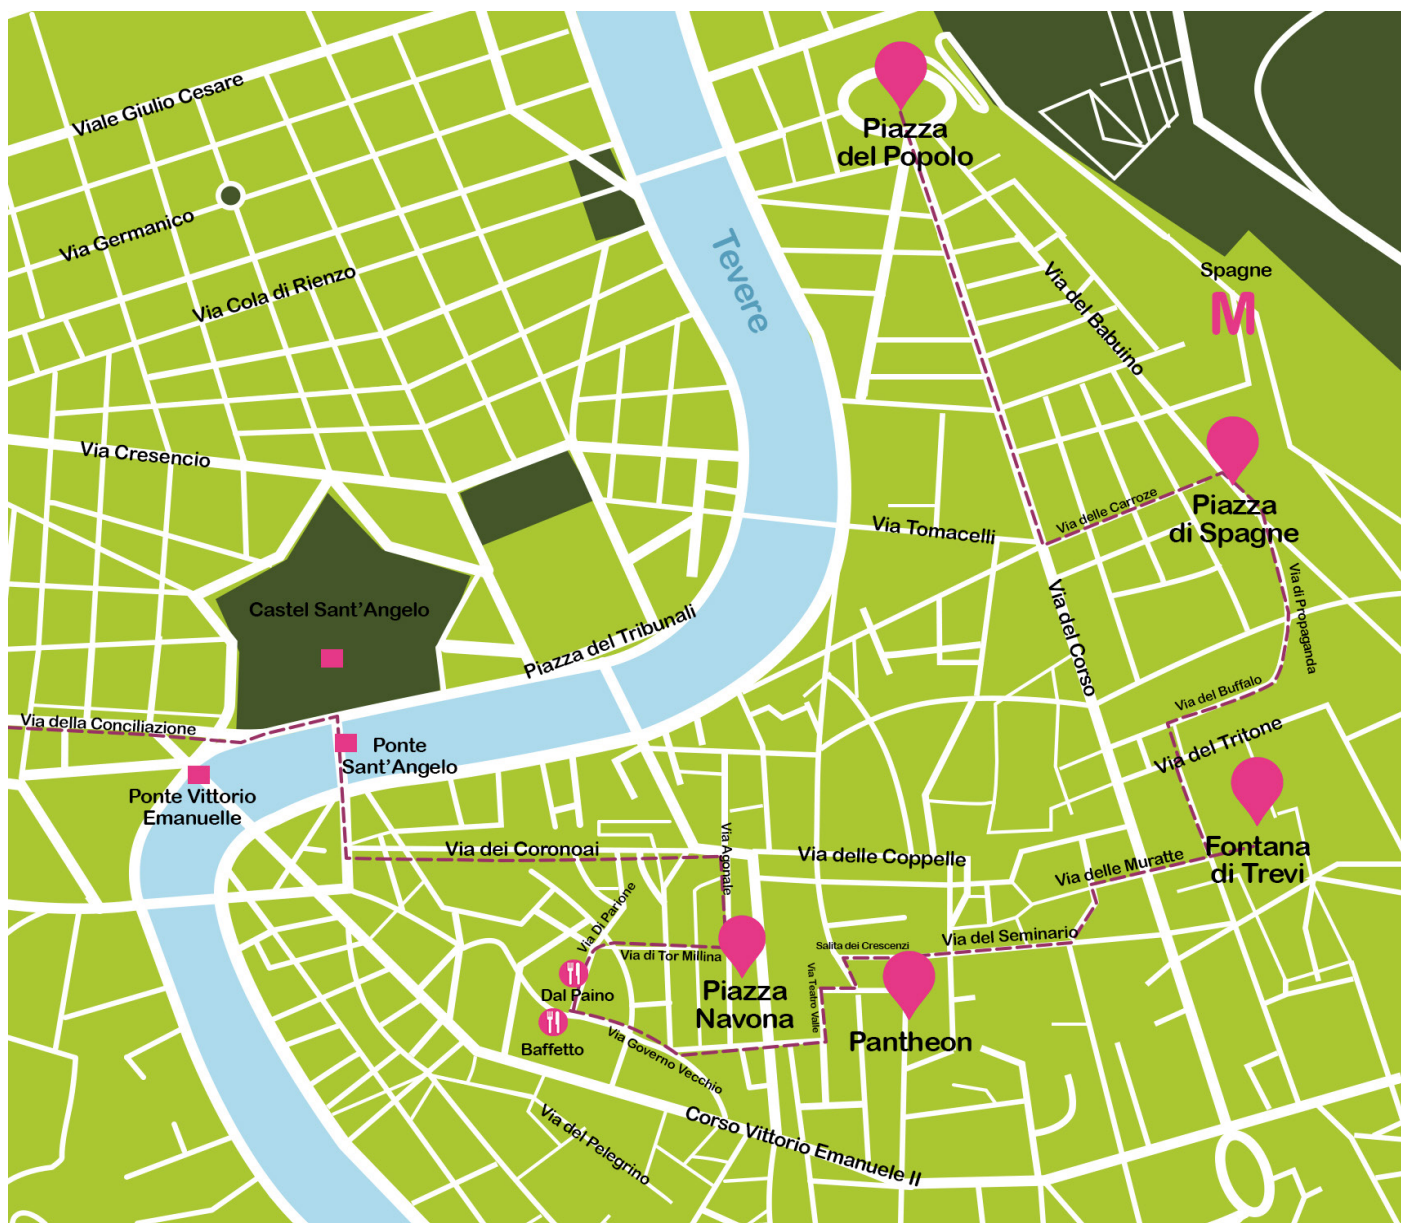 Viale Giulio Cesare
Piazza
del Popolo
Via Germanico
Tevere
Spagne
M
Via Cola di Rienzo
Via del Babuino
Via Cresencio
Piazza
di Spagne
Via delle Carroze
Via Tomacelli
Castel Sant'Angelo
Via di Propaganda
Piazza del Tribunali
Via del Corso
Via della Conciliazione
Via del Buffalo
Ponte
Sant'Angelo
Via del Tritone
Ponte Vittorio
Emanuelle
Via dei Coronoai
Via Agonale
Via delle Coppelle
Fontana
di Trevi
Via delle Muratte
Via Di Parione
Via di Tor Millina
Salita dei Crescenzi
Via del Seminario
Dal Paino
Piazza
Navona
Via Teatro Valle
Pantheon
Baffetto
Via Governo Vecchio
Via del Pelegrino
Corso Vittorio Emanuele II